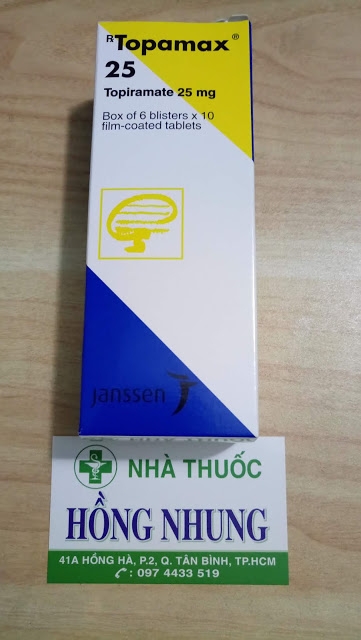 ℞Topamax®
25
Topiramate 25 mg
Box of 6 blisters x 10
film-coated tablets
janssen
NHÀ THUỐC
HỒNG NHUNG
41A HỒNG HÀ, P.2, Q. TÂN BÌNH, TP.HCM
: 097 4433 519